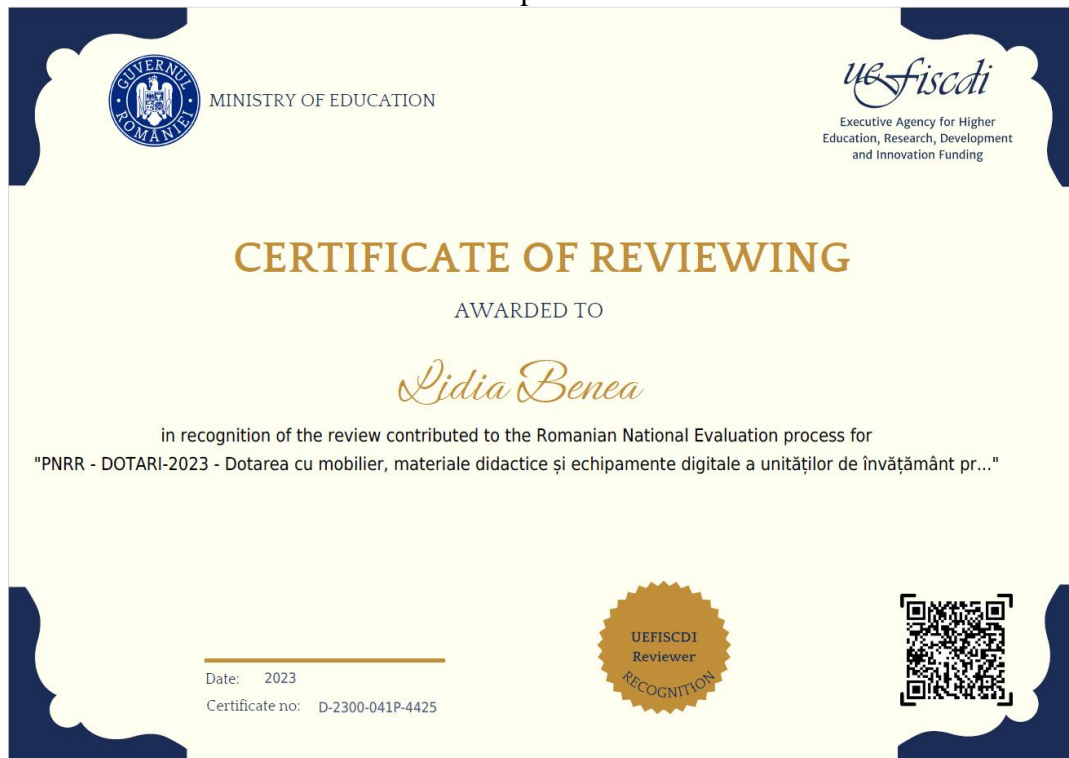 GUVERNUL ROMÂNIEI
MINISTRY OF EDUCATION
uefiscdi
Executive Agency for Higher
Education, Research, Development
and Innovation Funding
CERTIFICATE OF REVIEWING
AWARDED TO
Lidia Benea
in recognition of the review contributed to the Romanian National Evaluation process for
"PNRR - DOTARI-2023 - Dotarea cu mobilier, materiale didactice și echipamente digitale a unităților de învățământ pr..."
UEFISCDI
Reviewer
RECOGNITION
Date: 2023
Certificate no: D-2300-041P-4425